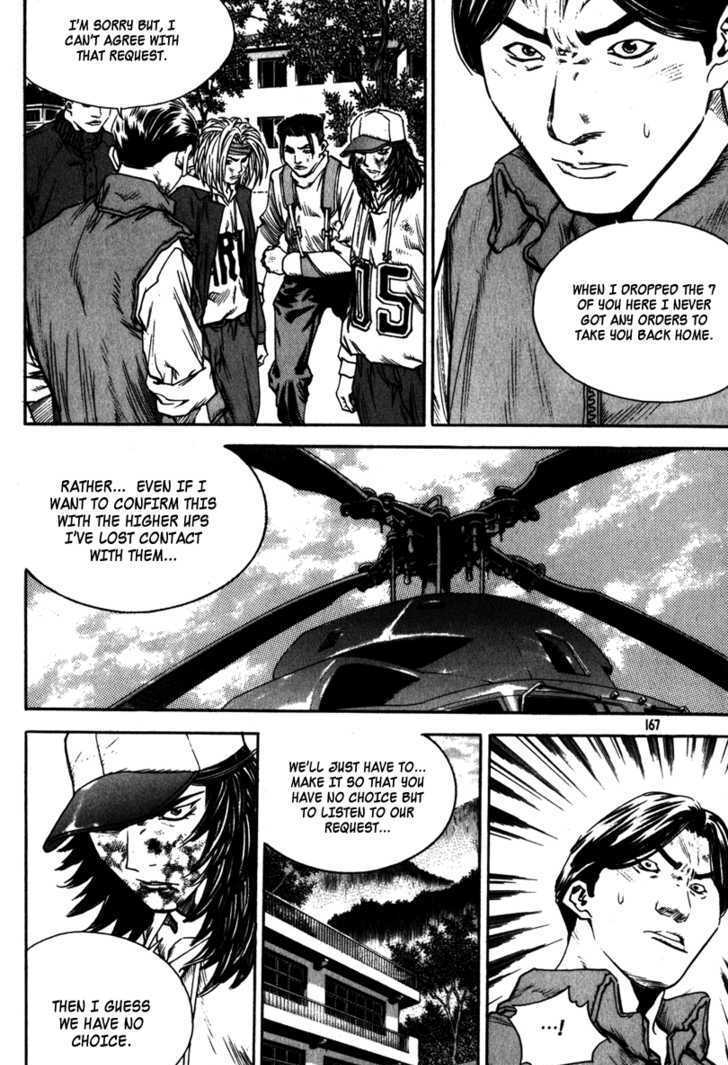 I'M SORRY BUT, I
CAN'T AGREE WITH
THAT REQUEST.
ART
05
WHEN I DROPPED THE 7
OF YOU HERE I NEVER
GOT ANY ORDERS TO
TAKE YOU BACK HOME.
RATHER... EVEN IF I
WANT TO CONFIRM THIS
WITH THE HIGHER UPS
I'VE LOST CONTACT
WITH THEM...
167
THEN I GUESS
WE HAVE NO
CHOICE.
WE'LL JUST HAVE TO...
MAKE IT SO THAT YOU
HAVE NO CHOICE BUT
TO LISTEN TO OUR
REQUEST...
...!